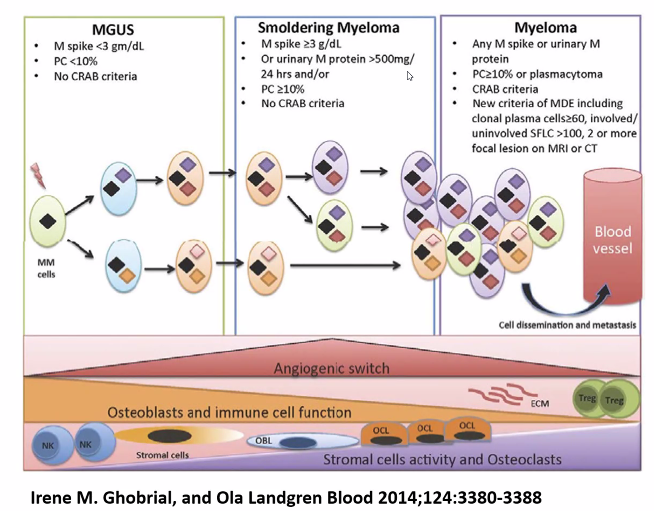 MGUS
• M spike <3 gm/dL
• PC <10%
• No CRAB criteria
Smoldering Myeloma
• M spike ≥3 g/dL
• Or urinary M protein >500mg/
24 hrs and/or
• PC ≥10%
• No CRAB criteria
Myeloma
• Any M spike or urinary M
protein
• PC≥10% or plasmacytoma
• CRAB criteria
• New criteria of MDE including
clonal plasma cells≥60, involved/
uninvolved SFLC >100, 2 or more
focal lesion on MRI or CT
MM
cells
Blood
vessel
Cell dissemination and metastasis
Angiogenic switch
Osteoblasts and immune cell function
ECM
Treg
Treg
NK
NK
Stromal cells
OBL
OCL
OCL
OCL
Stromal cells activity and Osteoclasts
Irene M. Ghobrial, and Ola Landgren Blood 2014;124:3380-3388